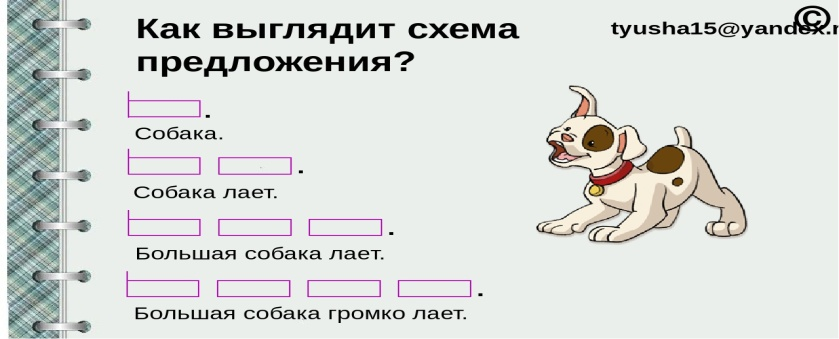 Как выглядит схема
предложения?
©
tyusha15@yandex.r
.
Собака.
.
Собака лает.
.
Большая собака лает.
.
Большая собака громко лает.